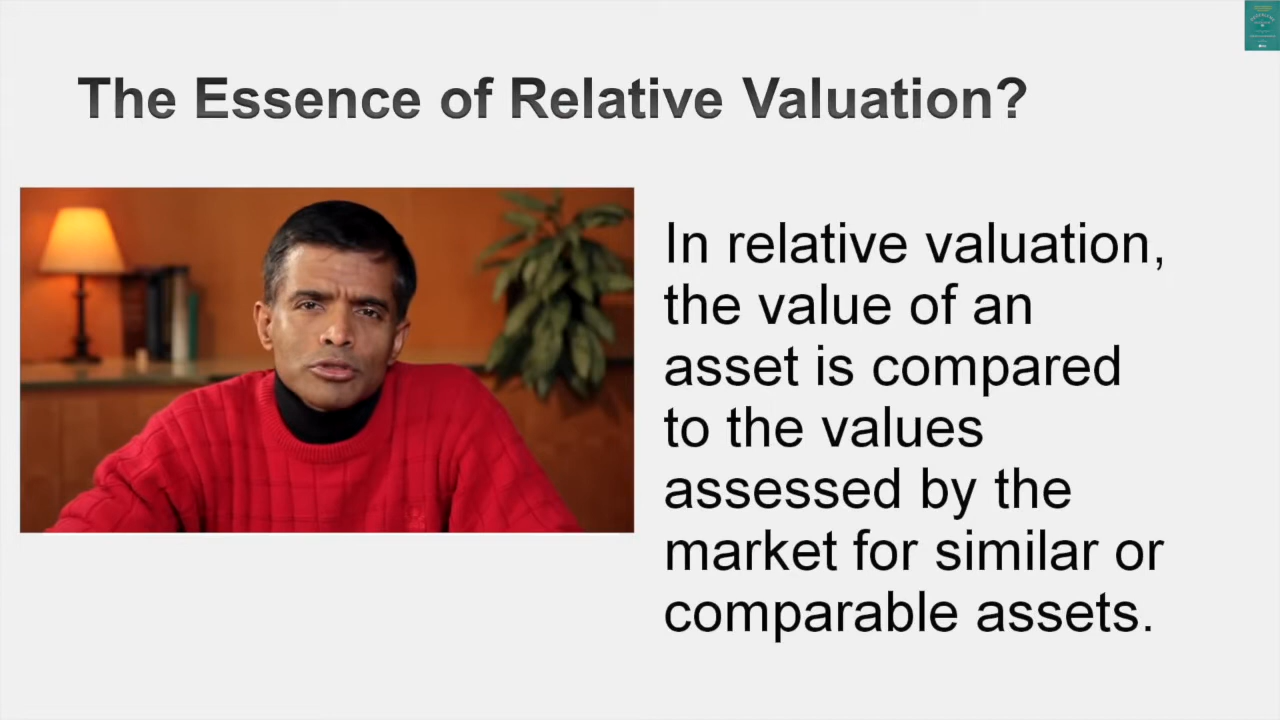 The Essence of Relative Valuation?
In relative valuation,
the value of an
asset is compared
to the values
assessed by the
market for similar or
comparable assets.